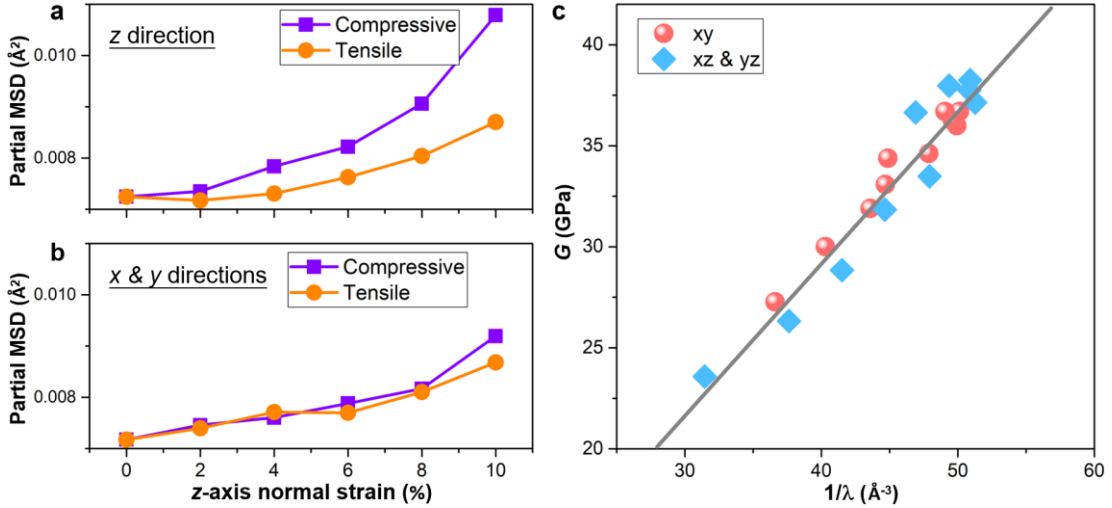 a
z direction
Compressive
Tensile
Partial MSD (Å²)
0.010
0.008
b
x & y directions
Compressive
Tensile
Partial MSD (Å²)
0.010
0.008
0 2 4 6 8 10
z-axis normal strain (%)
c
xy
xz & yz
G (GPa)
40
35
30
25
20
30 40 50 60
1/λ (Å⁻³)